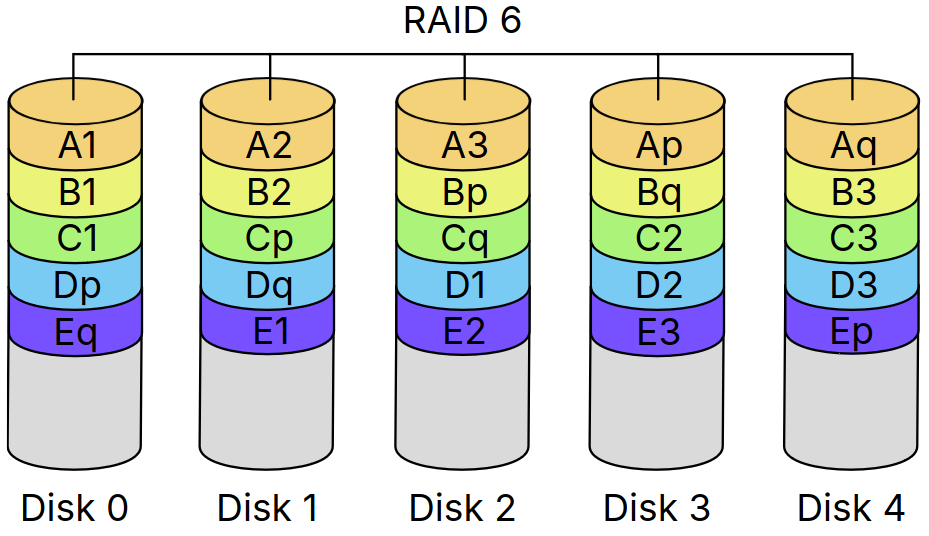 RAID 6
A1 A2 A3 Ap Aq
B1 B2 Bp Bq B3
C1 Cp Cq C2 C3
Dp Dq D1 D2 D3
Eq E1 E2 E3 Ep
Disk 0 Disk 1 Disk 2 Disk 3 Disk 4